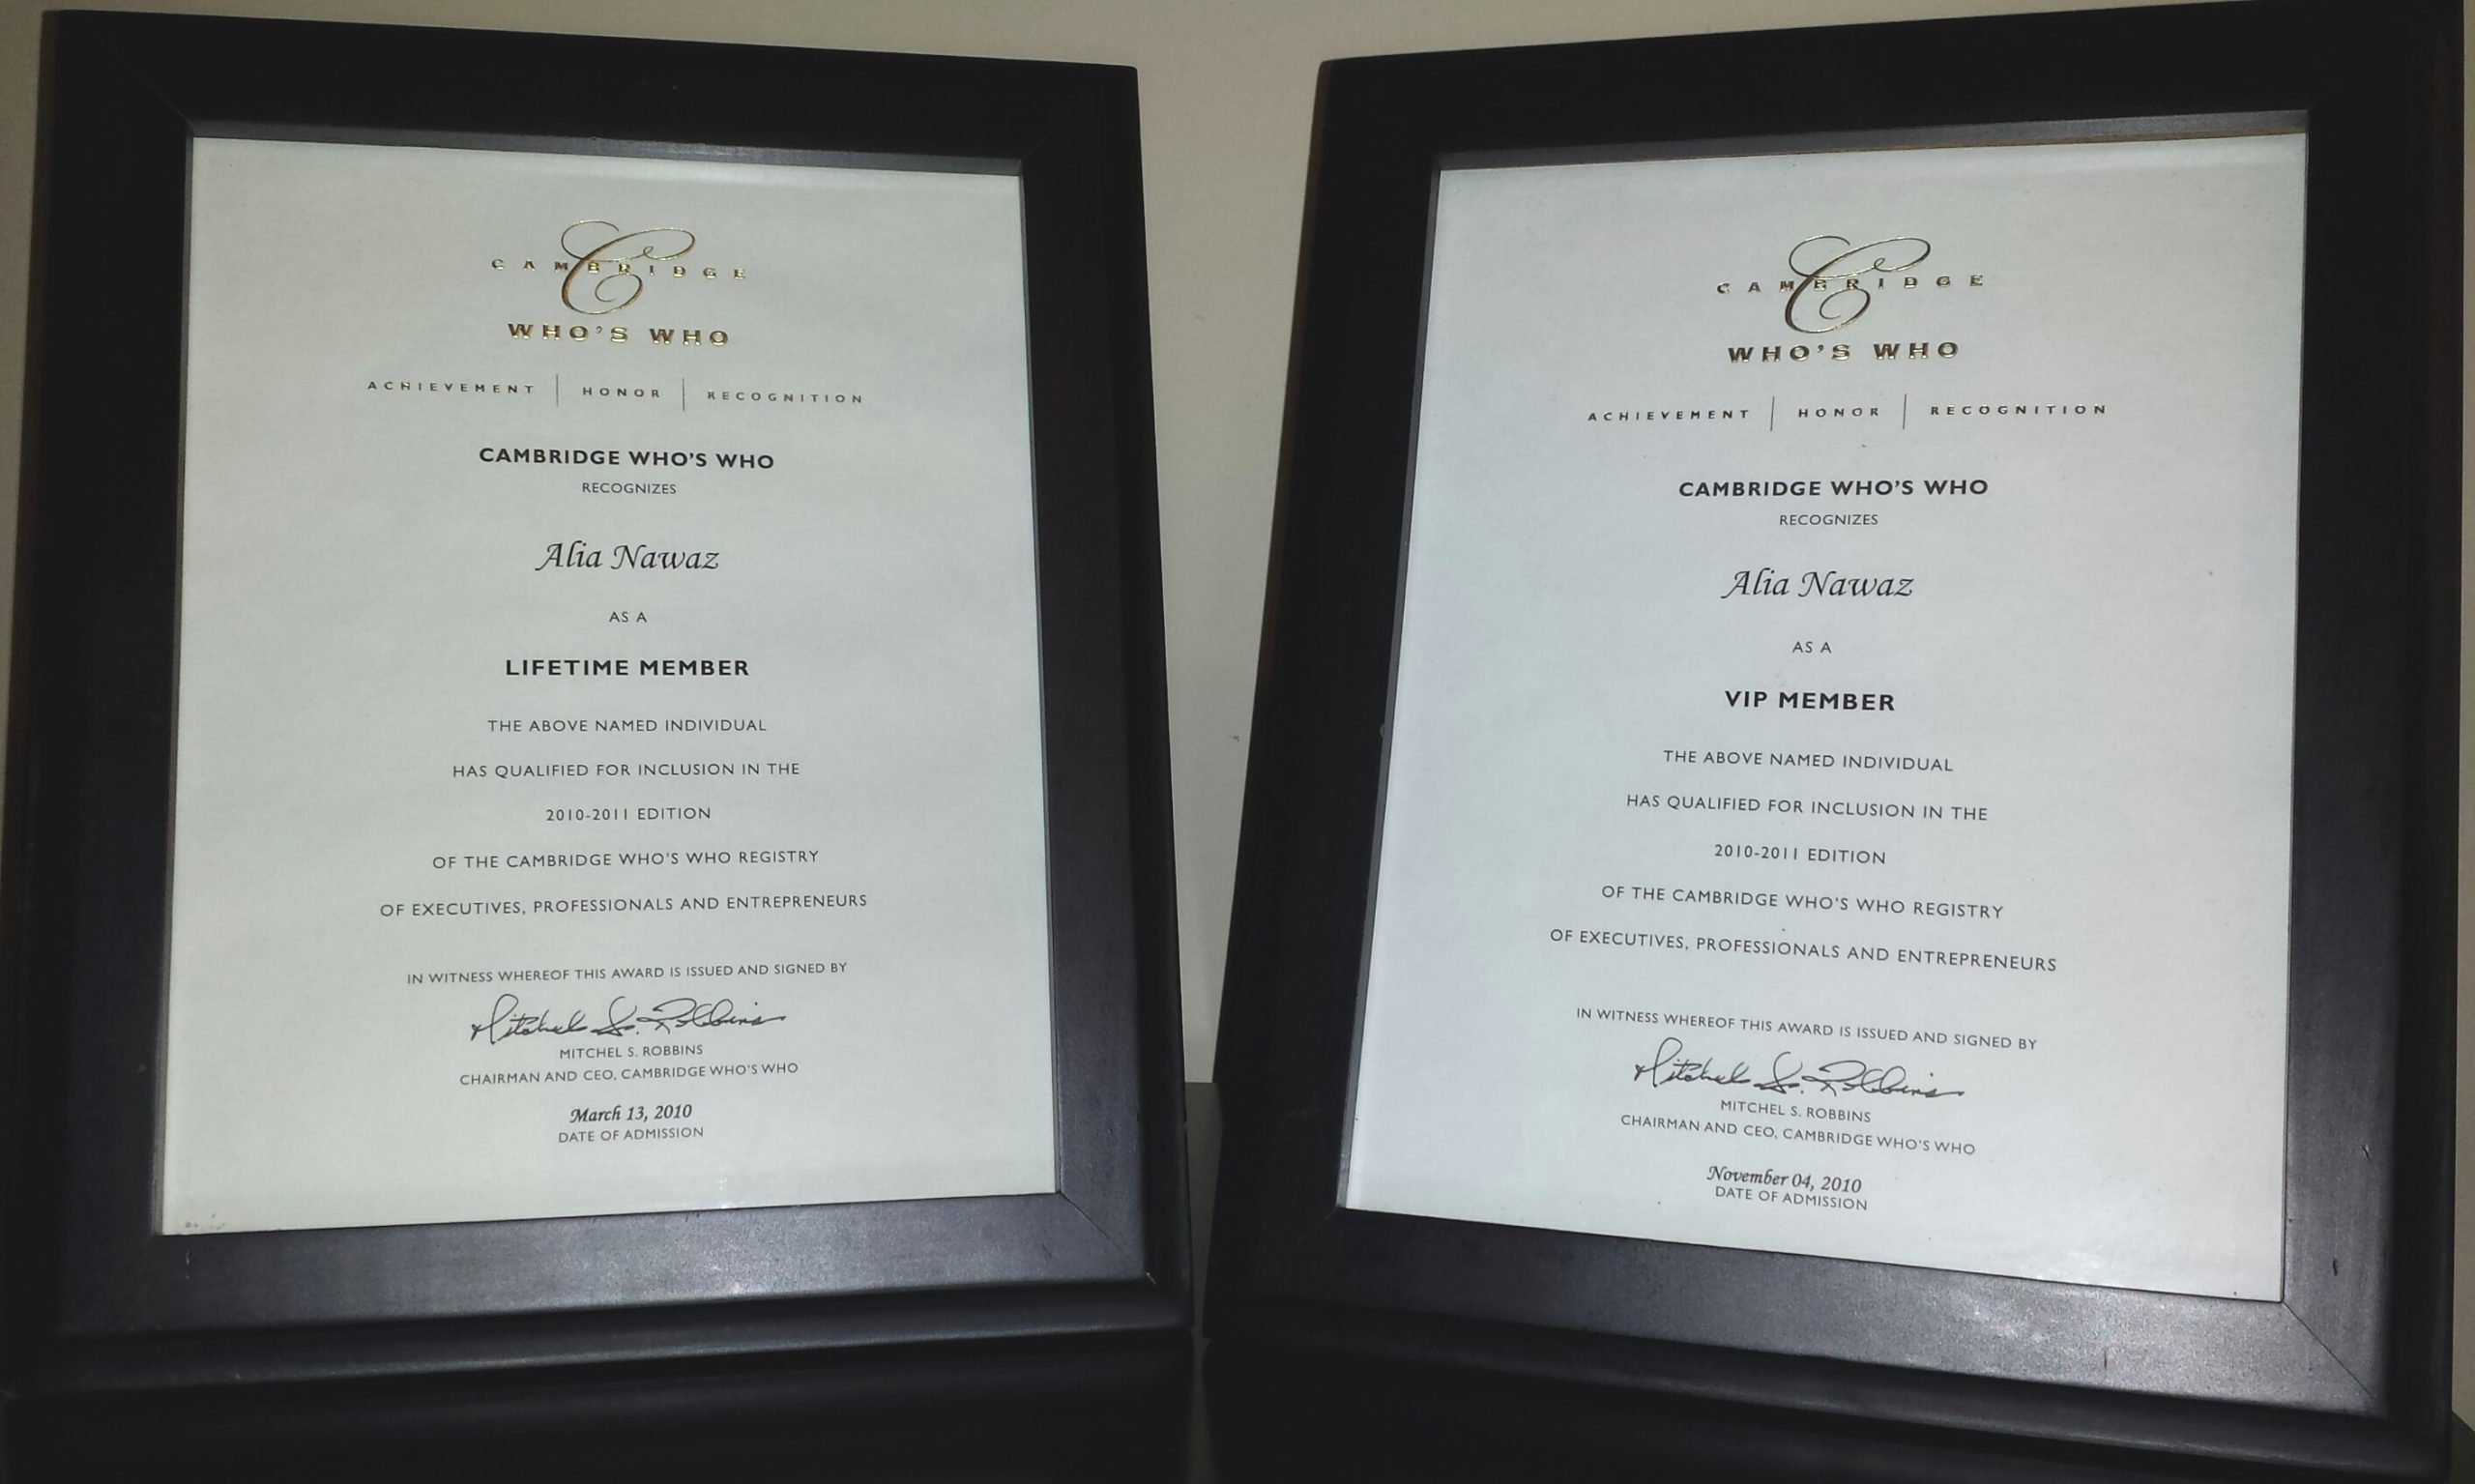 CAMBRIDGE
WHO'S WHO
ACHIEVEMENT | HONOR | RECOGNITION
CAMBRIDGE WHO'S WHO
RECOGNIZES
Alia Nawaz
AS A
LIFETIME MEMBER
THE ABOVE NAMED INDIVIDUAL
HAS QUALIFIED FOR INCLUSION IN THE
2010-2011 EDITION
OF THE CAMBRIDGE WHO'S WHO REGISTRY
OF EXECUTIVES, PROFESSIONALS AND ENTREPRENEURS
IN WITNESS WHEREOF THIS AWARD IS ISSUED AND SIGNED BY
Mitchel S. Robbins
MITCHEL S. ROBBINS
CHAIRMAN AND CEO, CAMBRIDGE WHO'S WHO
March 13, 2010
DATE OF ADMISSION
CAMBRIDGE
WHO'S WHO
ACHIEVEMENT | HONOR | RECOGNITION
CAMBRIDGE WHO'S WHO
RECOGNIZES
Alia Nawaz
AS A
VIP MEMBER
THE ABOVE NAMED INDIVIDUAL
HAS QUALIFIED FOR INCLUSION IN THE
2010-2011 EDITION
OF THE CAMBRIDGE WHO'S WHO REGISTRY
OF EXECUTIVES, PROFESSIONALS AND ENTREPRENEURS
IN WITNESS WHEREOF THIS AWARD IS ISSUED AND SIGNED BY
Mitchel S. Robbins
MITCHEL S. ROBBINS
CHAIRMAN AND CEO, CAMBRIDGE WHO'S WHO
November 04, 2010
DATE OF ADMISSION